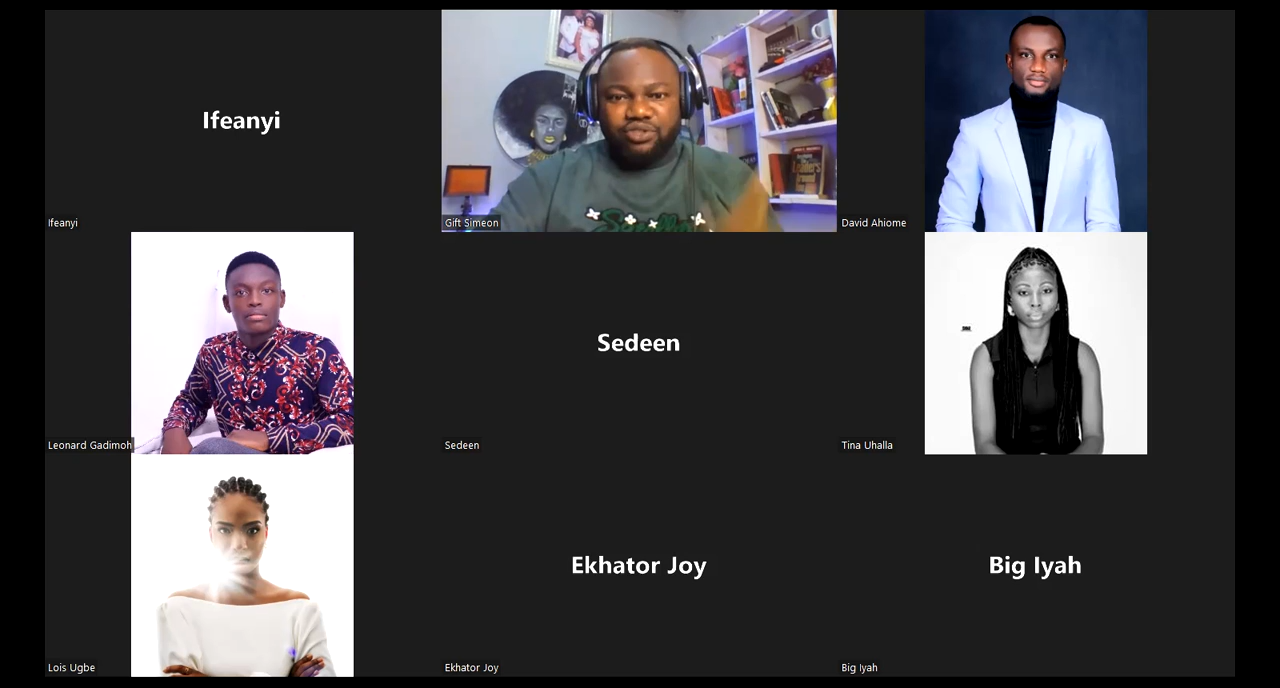 Ifeanyi
Ifeanyi
Gift Simeon
David Ahiome
Leonard Gadimoh
Sedeen
Sedeen
Tina Uhalla
Lois Ugbe
Ekhator Joy
Ekhator Joy
Big Iyah
Big Iyah